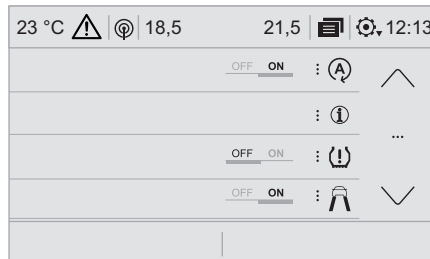 23 °C 18,5 21,5 12:13
OFF ON : A
: i
OFF ON : (!)
OFF ON :
...